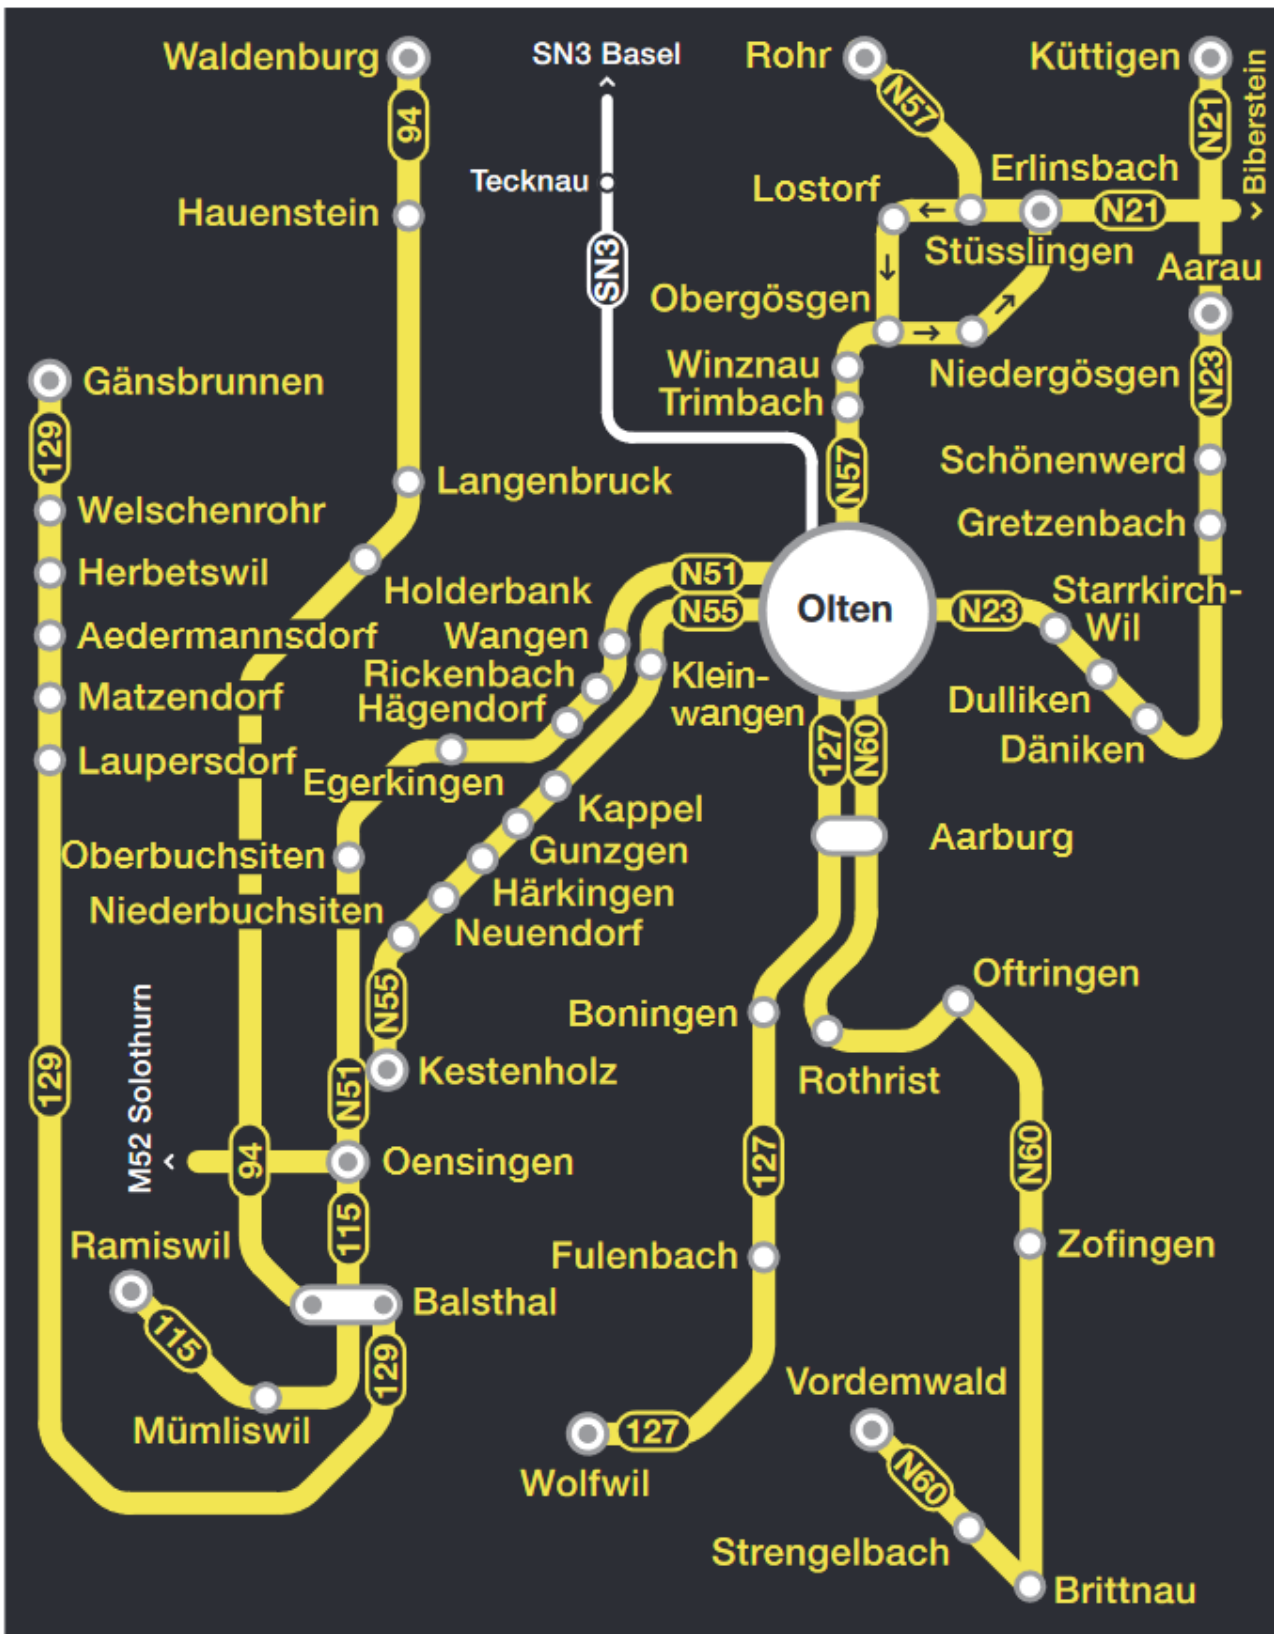 Waldenburg
SN3 Basel
Rohr
Küttigen
94
N57
N21
Biberstein
Tecknau
Erlinsbach
Lostorf
Hauenstein
N21
Stüsslingen
SN3
Aarau
Obergösgen
Winznau
Niedergösgen
N23
Trimbach
Gänsbrunnen
129
N57
Schönenwerd
Langenbruck
Welschenrohr
Gretzenbach
Herbetswil
N51
Holderbank
Starrkirch-
Wil
N55
Olten
N23
Aedermannsdorf
Wangen
Rickenbach
Klein-
wangen
Matzendorf
Hägendorf
Dulliken
127
N60
Däniken
Laupersdorf
Egerkingen
Kappel
Aarburg
Oberbuchsiten
Gunzgen
Härkingen
Niederbuchsiten
Neuendorf
Oftringen
N55
Boningen
M52 Solothurn
129
N51
Kestenholz
Rothrist
94
Oensingen
127
N60
115
Ramiswil
Fulenbach
Zofingen
Balsthal
115
129
Vordemwald
Mümliswil
127
Wolfwil
N60
Strengelbach
Brittnau